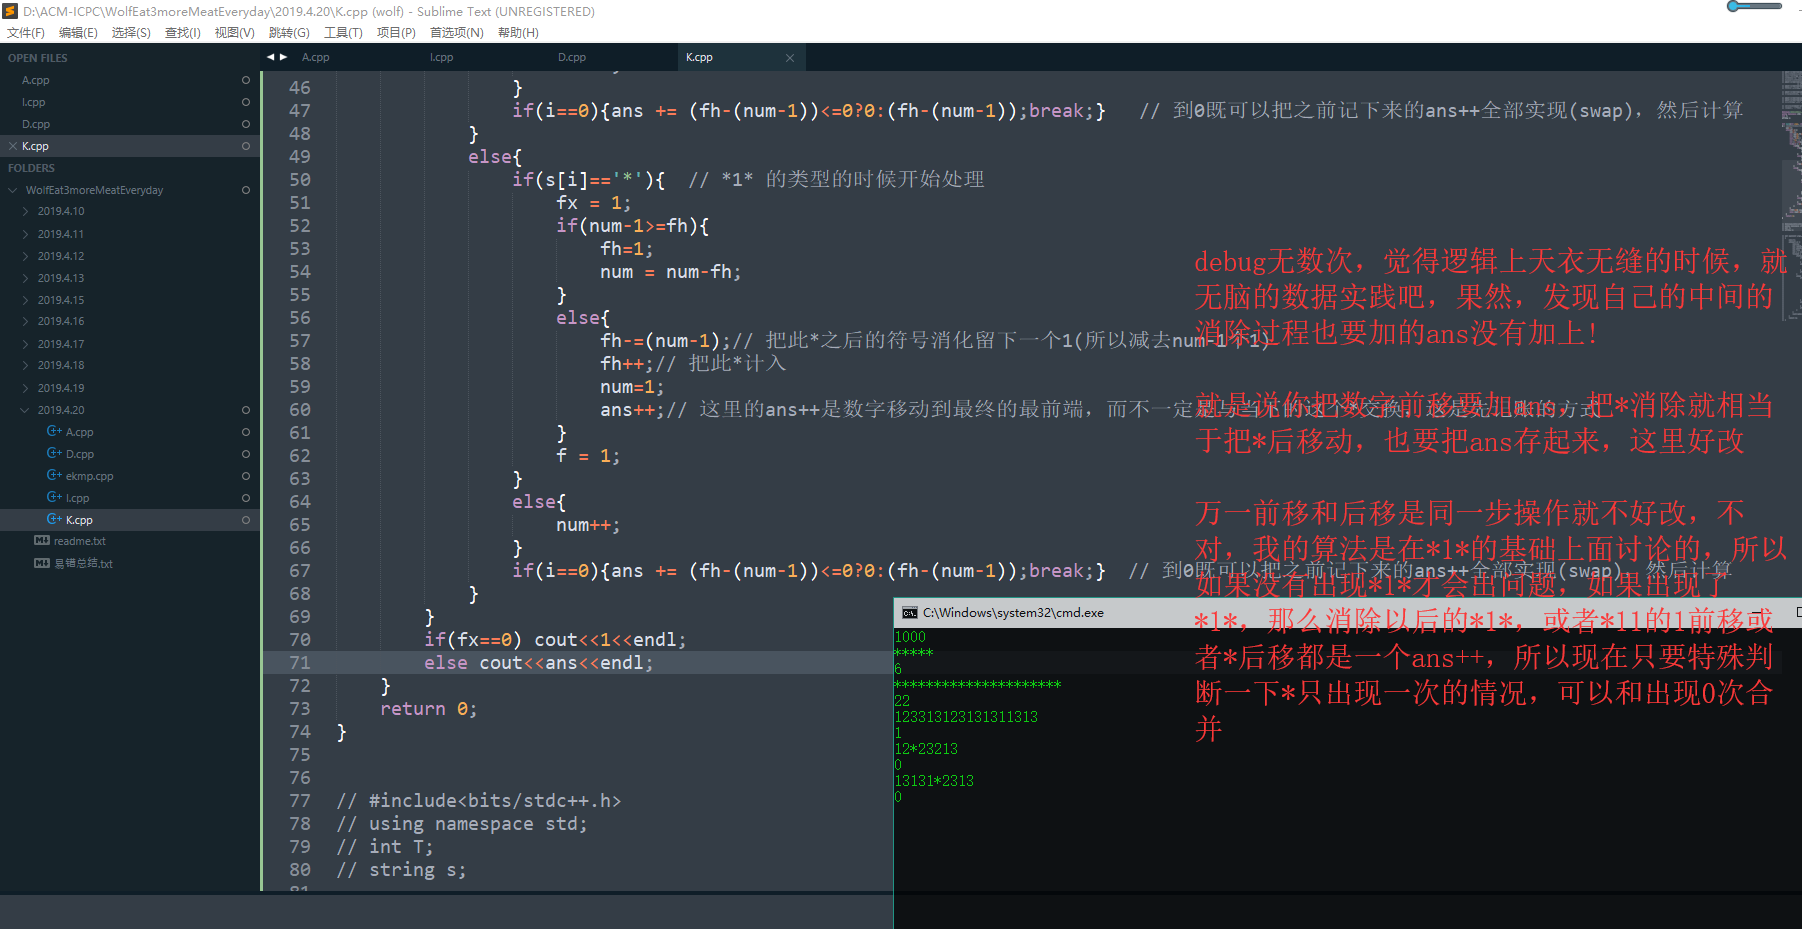 D:\ACM-ICPC\WolfEat3moreMeatEveryday\2019.4.20\K.cpp (wolf) - Sublime Text (UNREGISTERED)
文件(F) 编辑(E) 选择(S) 查找(I) 视图(V) 跳转(G) 工具(T) 项目(P) 首选项(N) 帮助(H)
OPEN FILES
A.cpp
I.cpp
D.cpp
K.cpp
FOLDERS
WolfEat3moreMeatEveryday
2019.4.10
2019.4.11
2019.4.12
2019.4.13
2019.4.15
2019.4.16
2019.4.17
2019.4.18
2019.4.19
2019.4.20
A.cpp
D.cpp
ekmp.cpp
I.cpp
K.cpp
readme.txt
易错总结.txt
A.cpp I.cpp D.cpp K.cpp
46 }
47 if(i==0){ans += (fh-(num-1))<=0?0:(fh-(num-1));break;} // 到0既可以把之前记下来的ans++全部实现(swap), 然后计算
48 }
49 else{
50 if(s[i]=='*'){ // *1* 的类型的时候开始处理
51 fx = 1;
52 if(num-1>=fh){
53 fh=1;
54 num = num-fh;
55 }
56 else{
57 fh-=(num-1);// 把此*之后的符号消化留下一个1(所以减去num-1个1)
58 fh++;// 把此*计入
59 num=1;
60 ans++;// 这里的ans++是数字移动到最终的最前端, 而不一定是与当下的这个*交换, 这是先记账的方式
61 }
62 f = 1;
63 }
64 else{
65 num++;
66 }
67 if(i==0){ans += (fh-(num-1))<=0?0:(fh-(num-1));break;} // 到0既可以把之前记下来的ans++全部实现(swap), 然后计算
68 }
69 }
70 if(fx==0) cout<<1<<endl;
71 else cout<<ans<<endl;
72 }
73 return 0;
74 }
75
76
77 // #include<bits/stdc++.h>
78 // using namespace std;
79 // int T;
80 // string s;
debug无数次，觉得逻辑上天衣无缝的时候，就
无脑的数据实践吧，果然，发现自己的中间的
消除过程也要加的ans没有加上!
就是说你把数字前移要加ans，把*消除就相当
于把*后移动，也要把ans存起来，这里好改
万一前移和后移是同一步操作就不好改，不
对，我的算法是在*1*的基础上面讨论的，所以
如果没有出现*1*才会出问题，如果出现了
*1*，那么消除以后的*1*，或者*11的1前移或
者*后移都是一个ans++，所以现在只要特殊判
断一下*只出现一次的情况，可以和出现0次合
并
C:\Windows\system32\cmd.exe
1000
*****
6
*********************
22
123313123131311313
1
12*23213
0
13131*2313
0